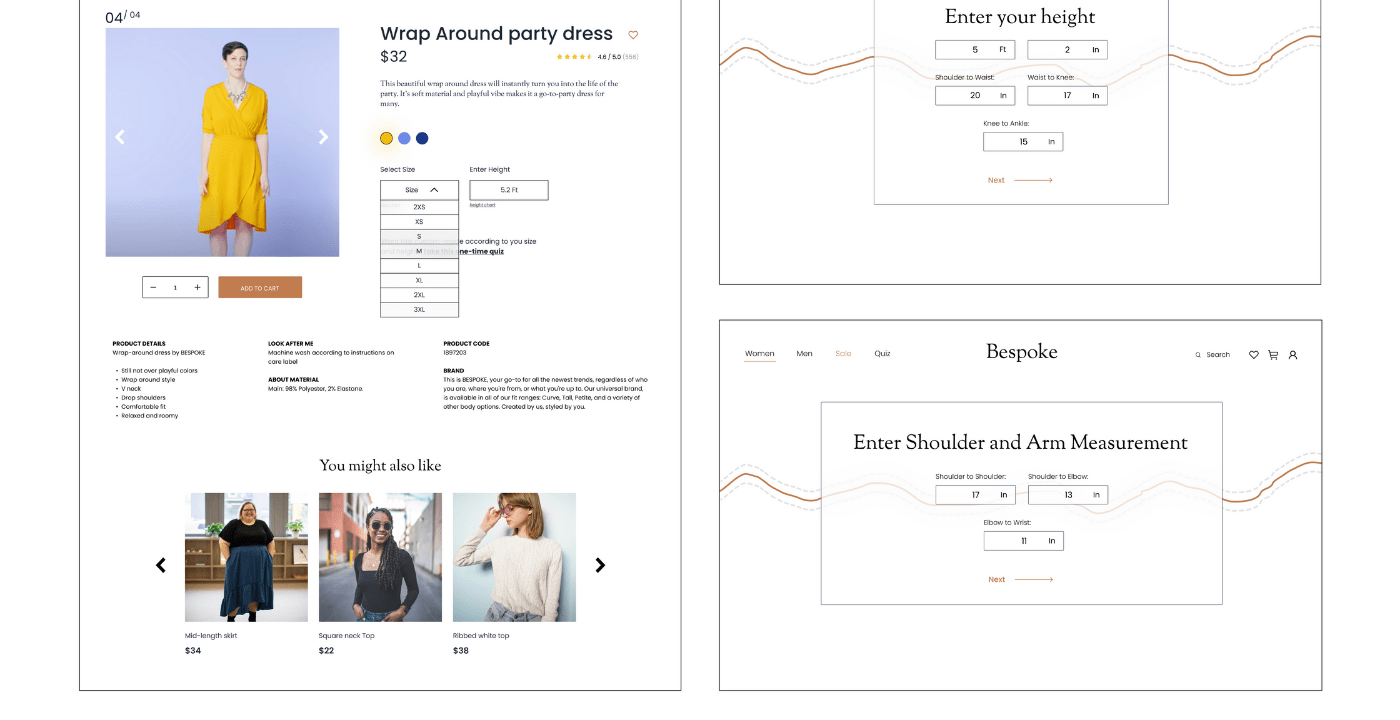 04/ 04
Wrap Around party dress
$32
4.6 / 5.0 (556)
This beautiful wrap around dress will instantly turn you into the life of the
party. It's soft material and playful vibe makes it a go-to-party dress for
many.
Select Size
Enter Height
Size
5.2 Ft
height chart
2XS
XS
S
M
L
XL
2XL
3XL
according to you size
one-time quiz
1
ADD TO CART
PRODUCT DETAILS
Wrap-around dress by BESPOKE
• Still not over playful colors
• Wrap around style
• V neck
• Drop shoulders
• Comfortable fit
• Relaxed and roomy
LOOK AFTER ME
Machine wash according to instructions on
care label
ABOUT MATERIAL
Main: 98% Polyester, 2% Elastane.
PRODUCT CODE
1897203
BRAND
This is BESPOKE, your go-to for all the newest trends, regardless of who
you are, where you're from, or what you're up to. Our universal brand,
is available in all of our fit ranges: Curve, Tall, Petite, and a variety of
other body options. Created by us, styled by you.
You might also like
Mid-length skirt
$34
Square neck Top
$22
Ribbed white top
$38
Enter your height
5 Ft
2 In
Shoulder to Waist:
Waist to Knee:
20 In
17 In
Knee to Ankle:
15 In
Next
Women
Men
Sale
Quiz
Bespoke
Search
Enter Shoulder and Arm Measurement
Shoulder to Shoulder:
Shoulder to Elbow:
17 In
13 In
Elbow to Wrist:
11 In
Next